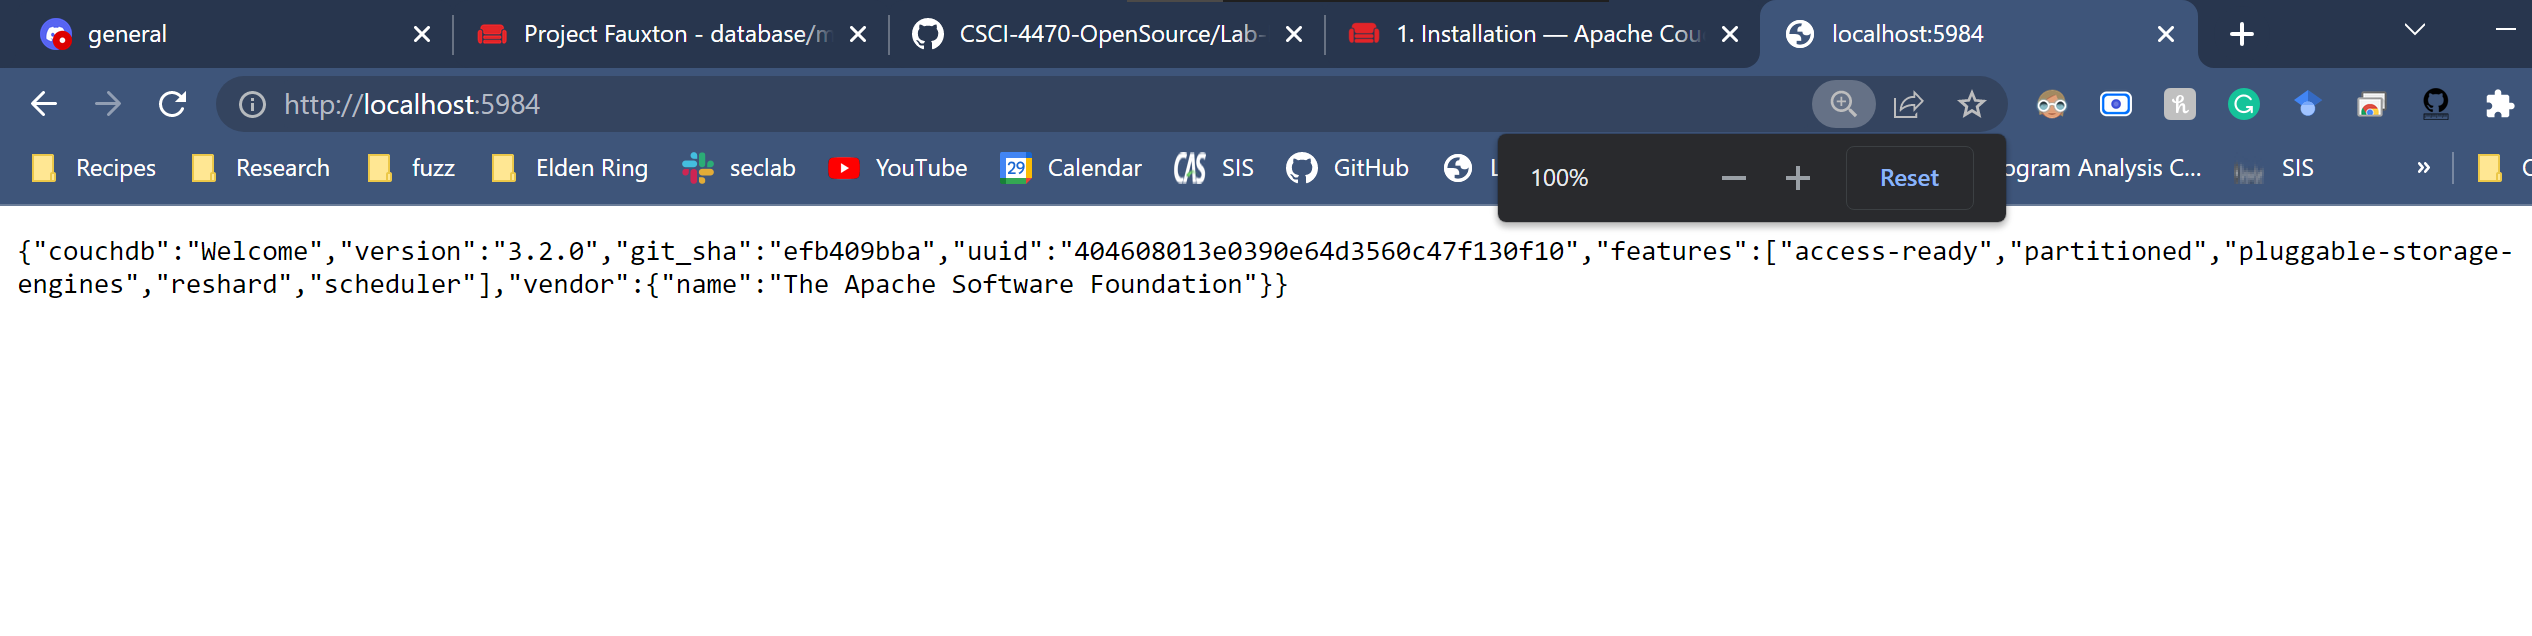 general
Project Fauxton - database/m
CSCI-4470-OpenSource/Lab-
1. Installation — Apache Cou
localhost:5984
http://localhost:5984
Recipes
Research
fuzz
Elden Ring
seclab
YouTube
29 Calendar
CAS SIS
GitHub
L
ogram Analysis C...
SIS
»
100% Reset
{"couchdb":"Welcome","version":"3.2.0","git_sha":"efb409bba","uuid":"404608013e0390e64d3560c47f130f10","features":["access-ready","partitioned","pluggable-storage-
engines","reshard","scheduler"],"vendor":{"name":"The Apache Software Foundation"}}